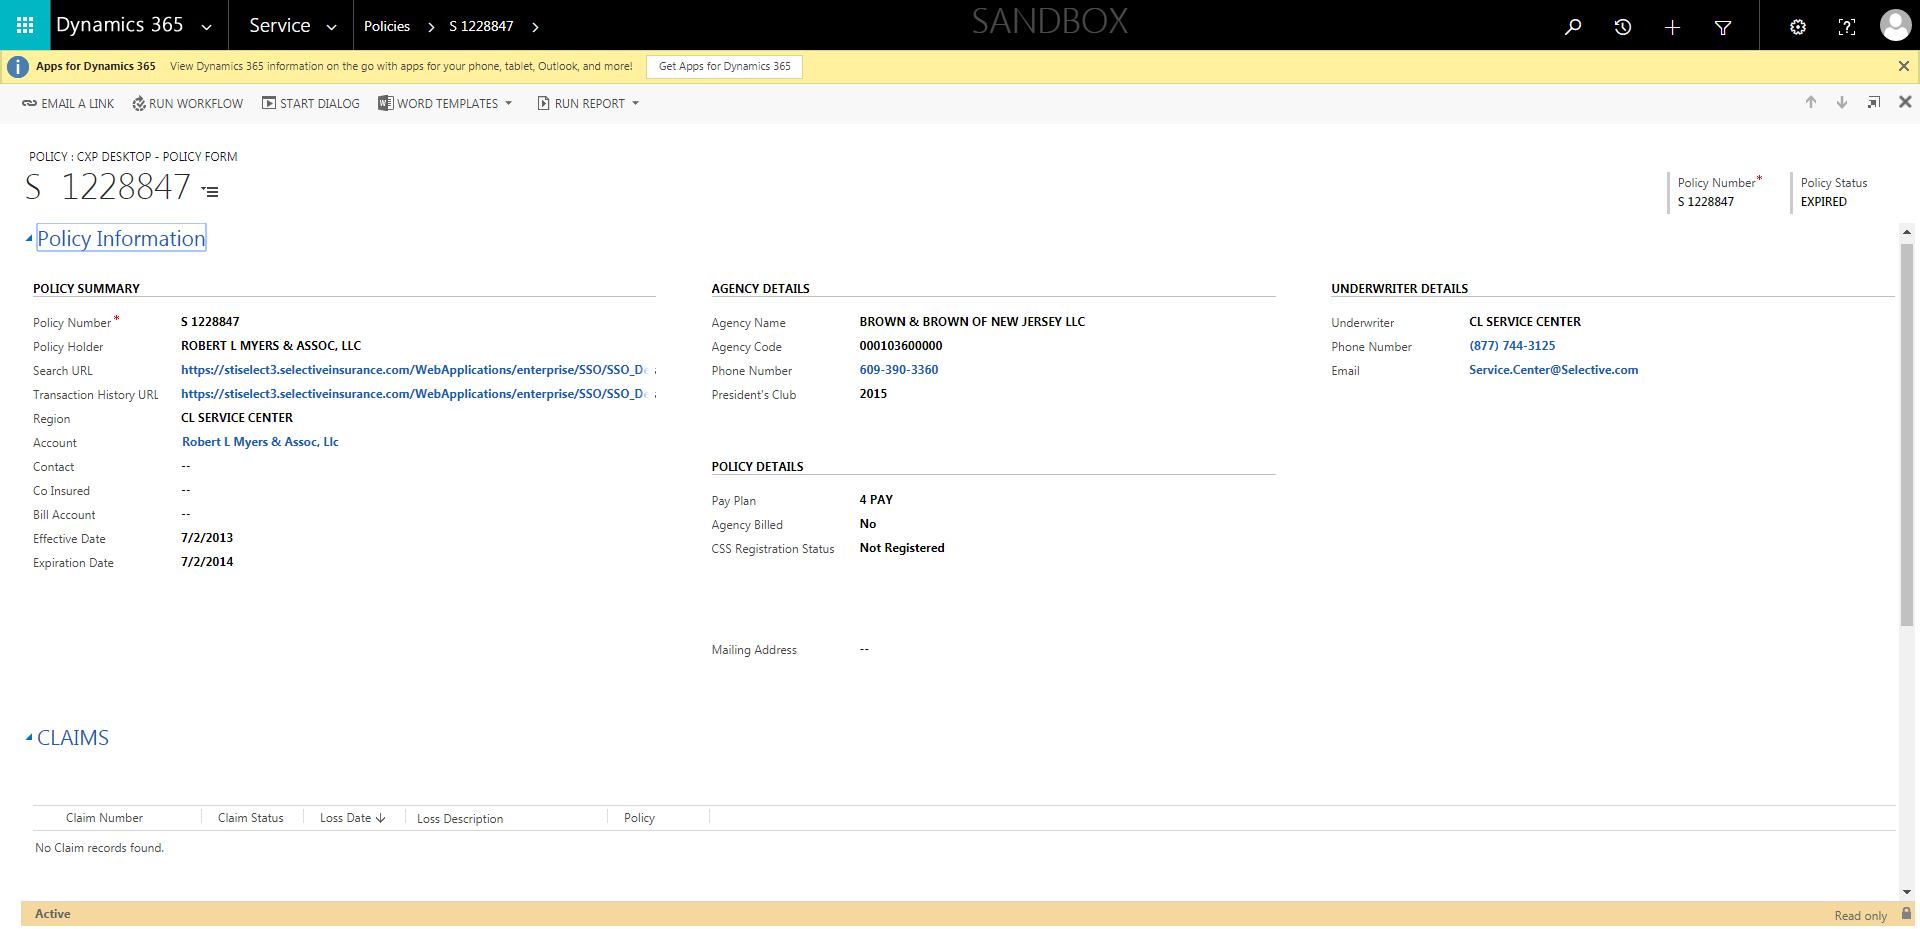 Dynamics 365
Service
Policies > S 1228847 >
SANDBOX
Apps for Dynamics 365 View Dynamics 365 information on the go with apps for your phone, tablet, Outlook, and more! Get Apps for Dynamics 365
EMAIL A LINK RUN WORKFLOW START DIALOG WORD TEMPLATES RUN REPORT
POLICY : CXP DESKTOP - POLICY FORM
S 1228847
Policy Number*
S 1228847
Policy Status
EXPIRED
Policy Information
POLICY SUMMARY
Policy Number* S 1228847
Policy Holder ROBERT L MYERS & ASSOC, LLC
Search URL https://stiselect3.selectiveinsurance.com/WebApplications/enterprise/SSO/SSO_De
Transaction History URL https://stiselect3.selectiveinsurance.com/WebApplications/enterprise/SSO/SSO_De
Region CL SERVICE CENTER
Account Robert L Myers & Assoc, Llc
Contact --
Co Insured --
Bill Account --
Effective Date 7/2/2013
Expiration Date 7/2/2014
AGENCY DETAILS
Agency Name BROWN & BROWN OF NEW JERSEY LLC
Agency Code 000103600000
Phone Number 609-390-3360
President's Club 2015
POLICY DETAILS
Pay Plan 4 PAY
Agency Billed No
CSS Registration Status Not Registered
Mailing Address --
UNDERWRITER DETAILS
Underwriter CL SERVICE CENTER
Phone Number (877) 744-3125
Email Service.Center@Selective.com
CLAIMS
Claim Number Claim Status Loss Date ↓ Loss Description Policy
No Claim records found.
Active
Read only